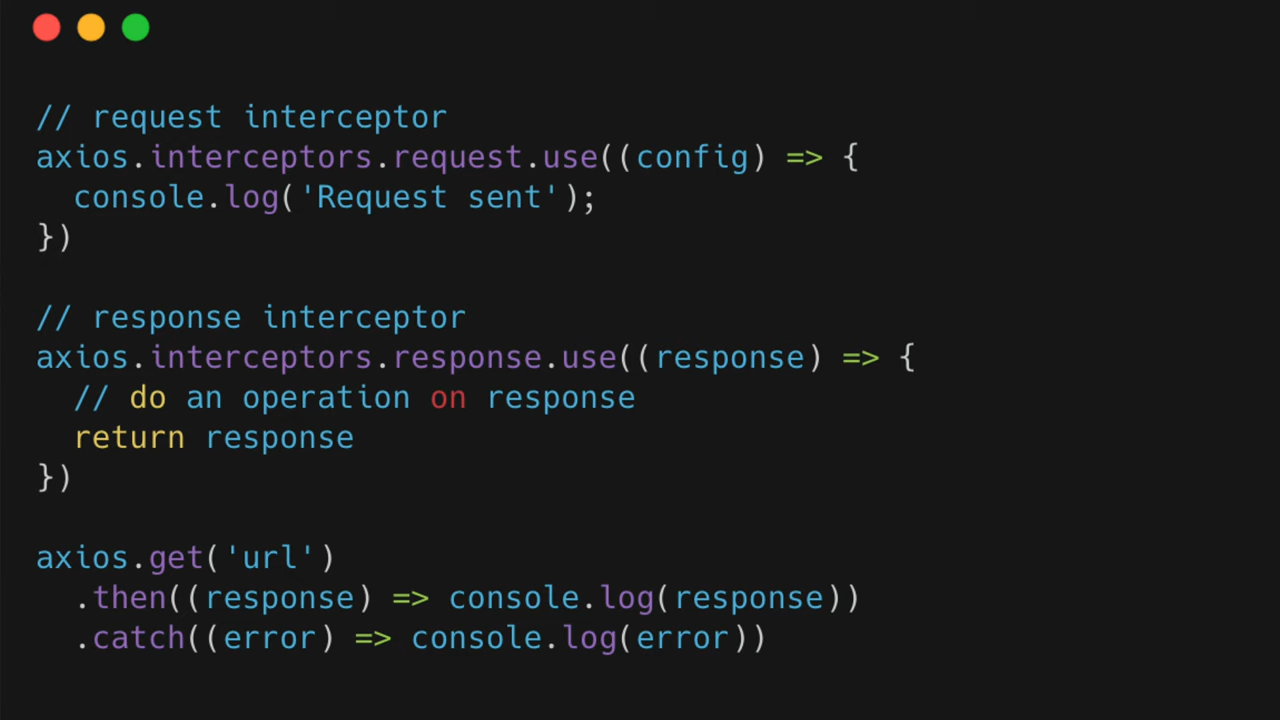 // request interceptor
axios.interceptors.request.use((config) => {
  console.log('Request sent');
})
// response interceptor
axios.interceptors.response.use((response) => {
  // do an operation on response
  return response
})
axios.get('url')
  .then((response) => console.log(response))
  .catch((error) => console.log(error))